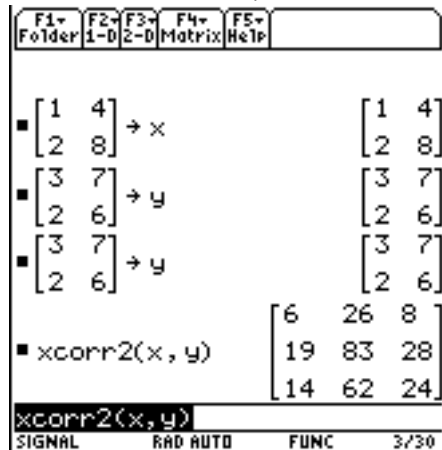 F1▾ F2▾ F3▾ F4▾ F5▾
Folder 1-D 2-D Matrix Help
■ [1 4] → x [1 4]
[2 8] [2 8]
■ [3 7] → y [3 7]
[2 6] [2 6]
■ [3 7] → y [3 7]
[2 6] [2 6]
[6 26 8]
■ xcorr2(x,y) [19 83 28]
[14 62 24]
xcorr2(x,y)
SIGNAL RAD AUTO FUNC 3/30